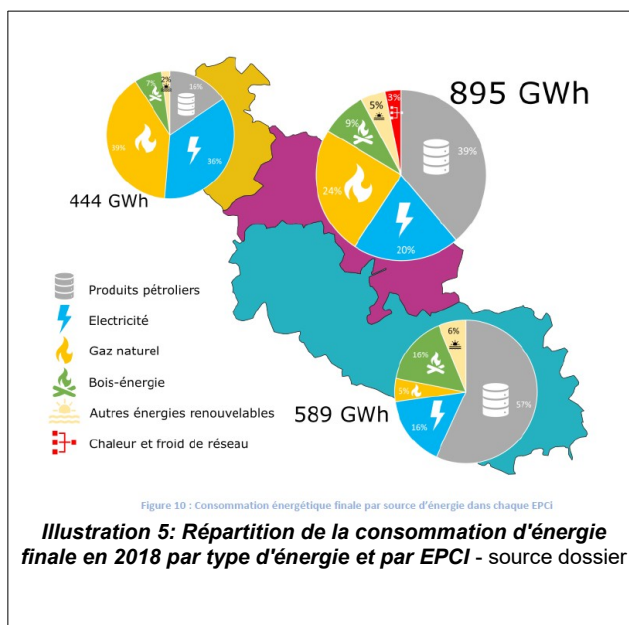 2%
7%
16%
39%
36%
444 GWh
895 GWh
3%
5%
9%
39%
24%
20%
Produits pétroliers
Electricité
Gaz naturel
Bois-énergie
Autres énergies renouvelables
Chaleur et froid de réseau
6%
16%
5%
57%
16%
589 GWh
Figure 10 : Consommation énergétique finale par source d'énergie dans chaque EPCi
Illustration 5: Répartition de la consommation d'énergie
finale en 2018 par type d'énergie et par EPCI - source dossier